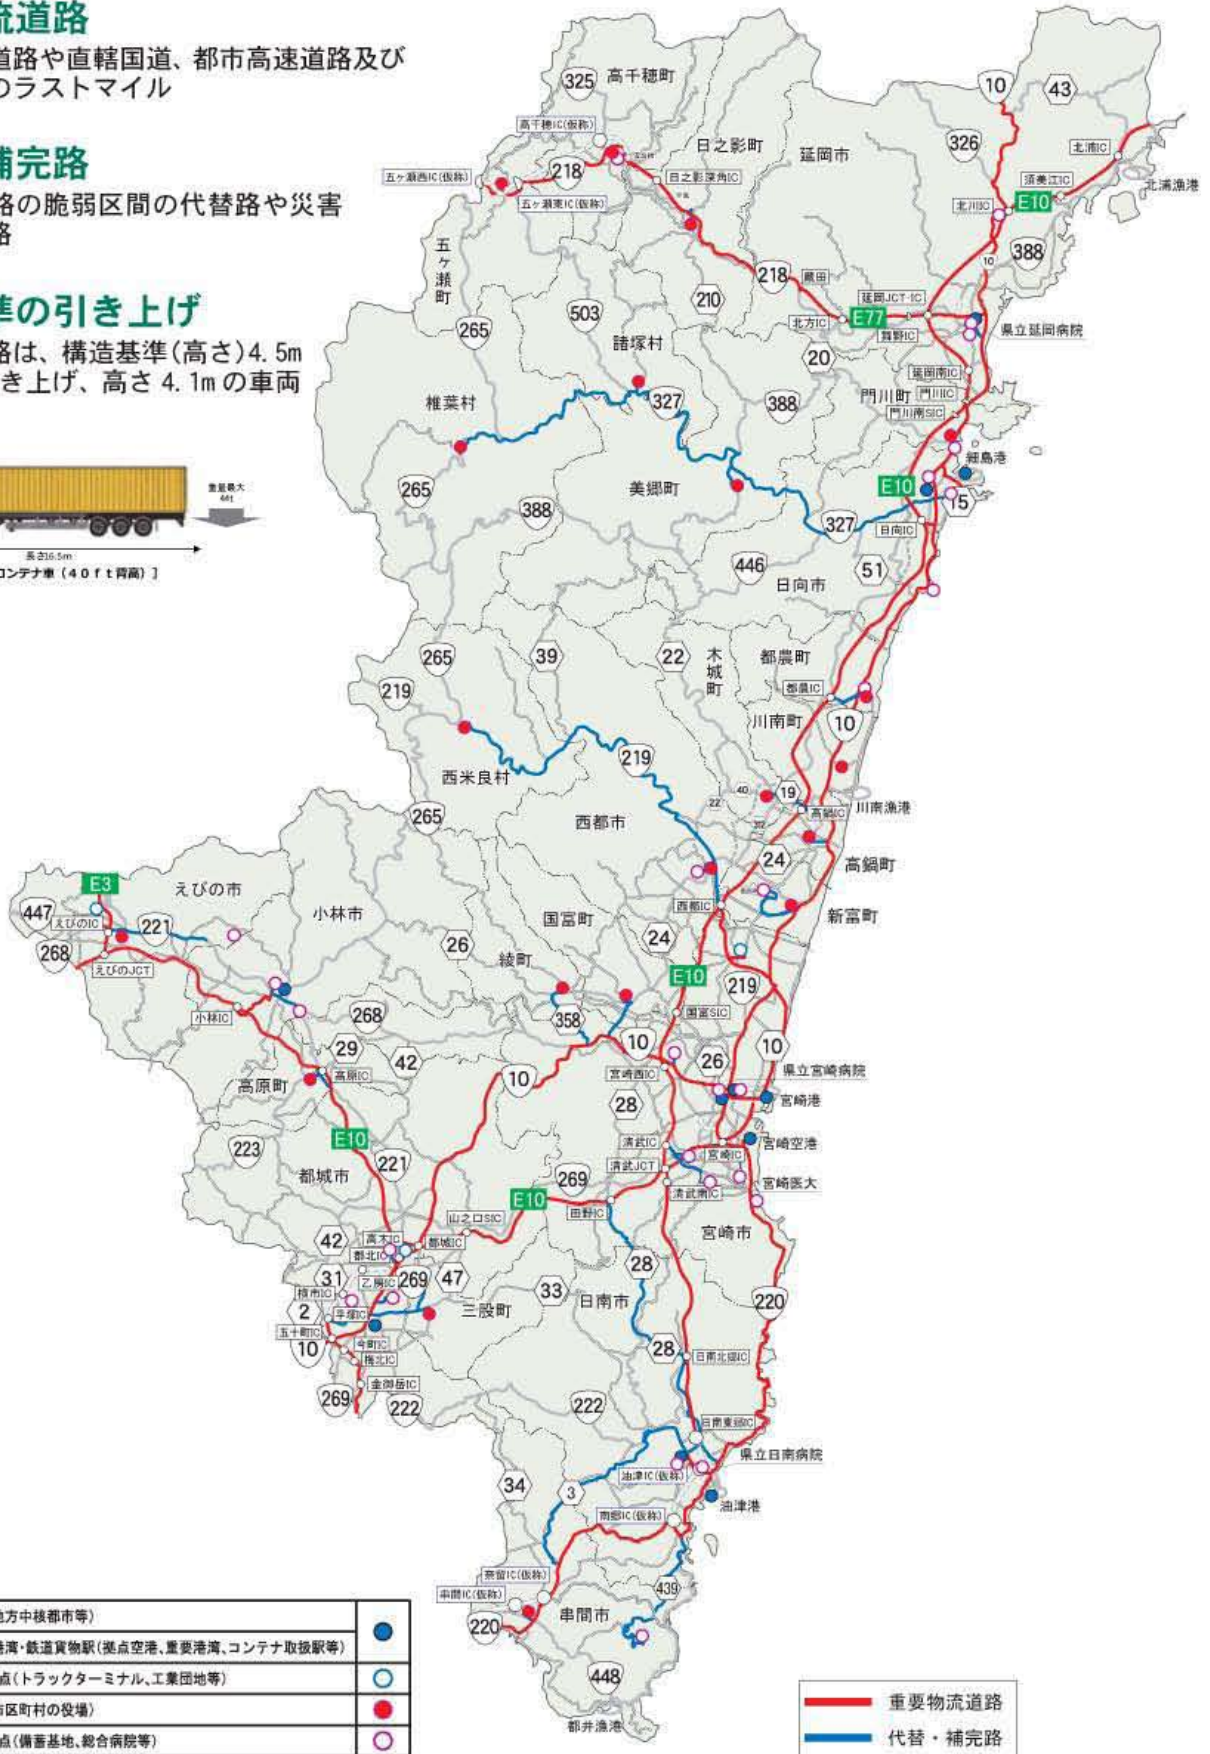 流道路
道路や直轄国道、都市高速道路及び
のラストマイル
補完路
路の脆弱区間の代替路や災害
路
準の引き上げ
路は、構造基準(高さ)4.5m
き上げ、高さ 4.1m の車両
重量最大
44t
長さ16.5m
コンテナ車(40ft背高)]
325
高千穂町
10
43
高千穂IC(仮称)
日之影町
延岡市
326
北浦IC
五ヶ瀬西IC(仮称)
218
日之影深角IC
須美江IC
北浦漁港
五ヶ瀬東IC(仮称)
北川IC
E10
五ヶ瀬町
388
10
218
蔵田
210
延岡JCT・IC
503
265
北方IC
E77
舞野IC
県立延岡病院
諸塚村
20
延岡南IC
椎葉村
327
388
門川町
門川IC
門川南SIC
細島港
265
美郷町
E10
388
15
327
日向IC
446
51
日向市
265
39
22
木城町
都農町
219
都農IC
川南町
10
219
西米良村
40
19
22
265
西都市
高鍋IC
川南漁港
24
高鍋町
E3
えびの市
447
小林市
国富町
西都IC
新富町
えびのIC
221
26
24
268
綾町
えびのJCT
E10
219
小林IC
268
358
国富SIC
29
10
26
10
42
高原町
高原IC
10
宮崎西IC
県立宮崎病院
28
宮崎港
E10
223
清武IC
宮崎空港
221
宮崎IC
都城市
269
清武JCT
宮崎医大
E10
清武南IC
田野IC
山之口SIC
宮崎市
42
高木IC
都城IC
都北IC
28
31
乙房IC
269
47
33
日南市
220
横市IC
2
平塚IC
三股町
五十町IC
10
今町IC
28
日南北郷IC
梅北IC
金御岳IC
269
222
222
日南東郷IC
県立日南病院
34
油津IC(仮称)
3
油津港
南郷IC(仮称)
奈留IC(仮称)
串間IC(仮称)
439
串間市
220
448
都井漁港
地方中核都市等)
港湾・鉄道貨物駅(拠点空港、重要港湾、コンテナ取扱駅等)
点(トラックターミナル、工業団地等)
市区町村の役場)
点(備蓄基地、総合病院等)
重要物流道路
代替・補完路